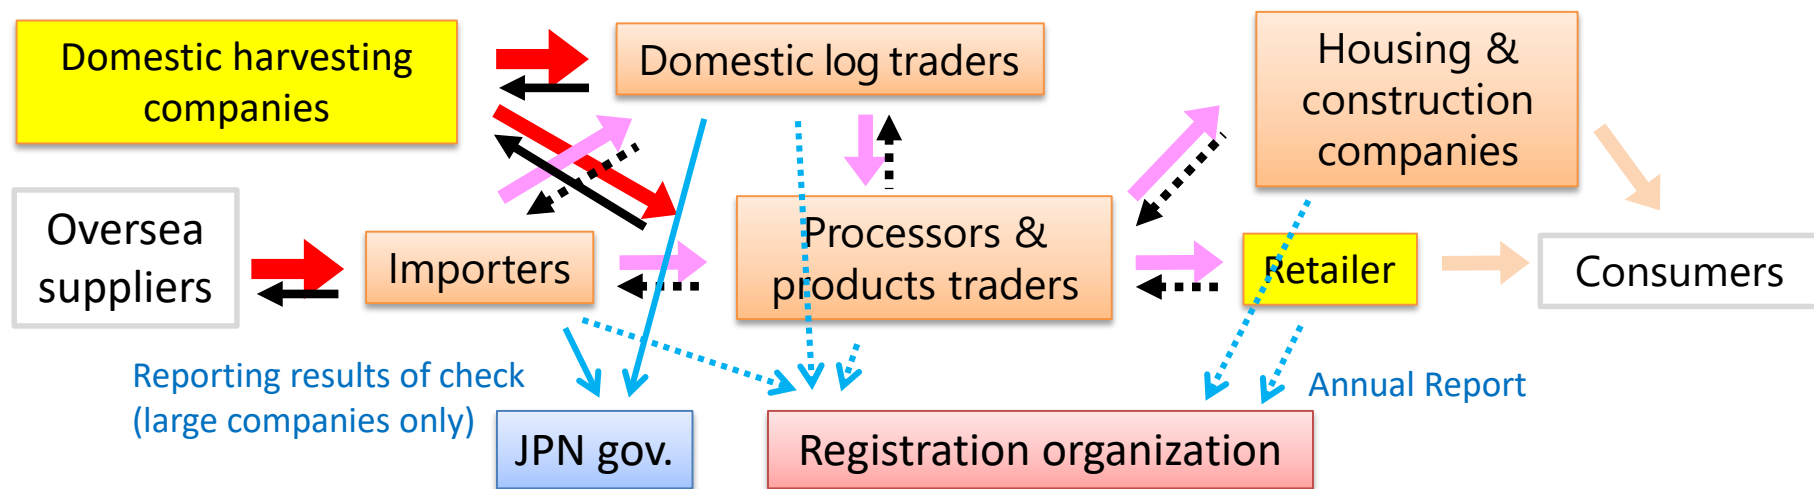 Domestic harvesting
companies
Domestic log traders
Housing &
construction
companies
Oversea
suppliers
Importers
Processors &
products traders
Retailer
Consumers
Reporting results of check
(large companies only)
Annual Report
JPN gov.
Registration organization